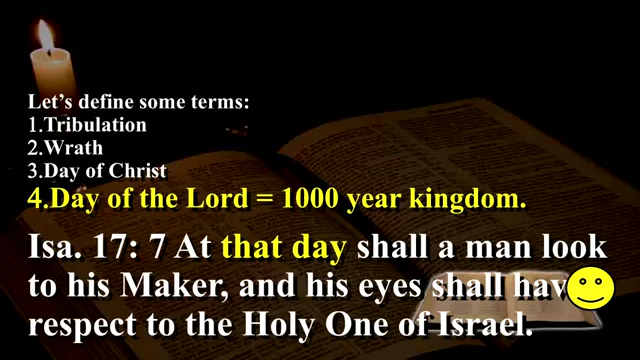 Let's define some terms:
1.Tribulation
2.Wrath
3.Day of Christ
4.Day of the Lord = 1000 year kingdom.
Isa. 17: 7 At that day shall a man look
to his Maker, and his eyes shall hav
respect to the Holy One of Israel.